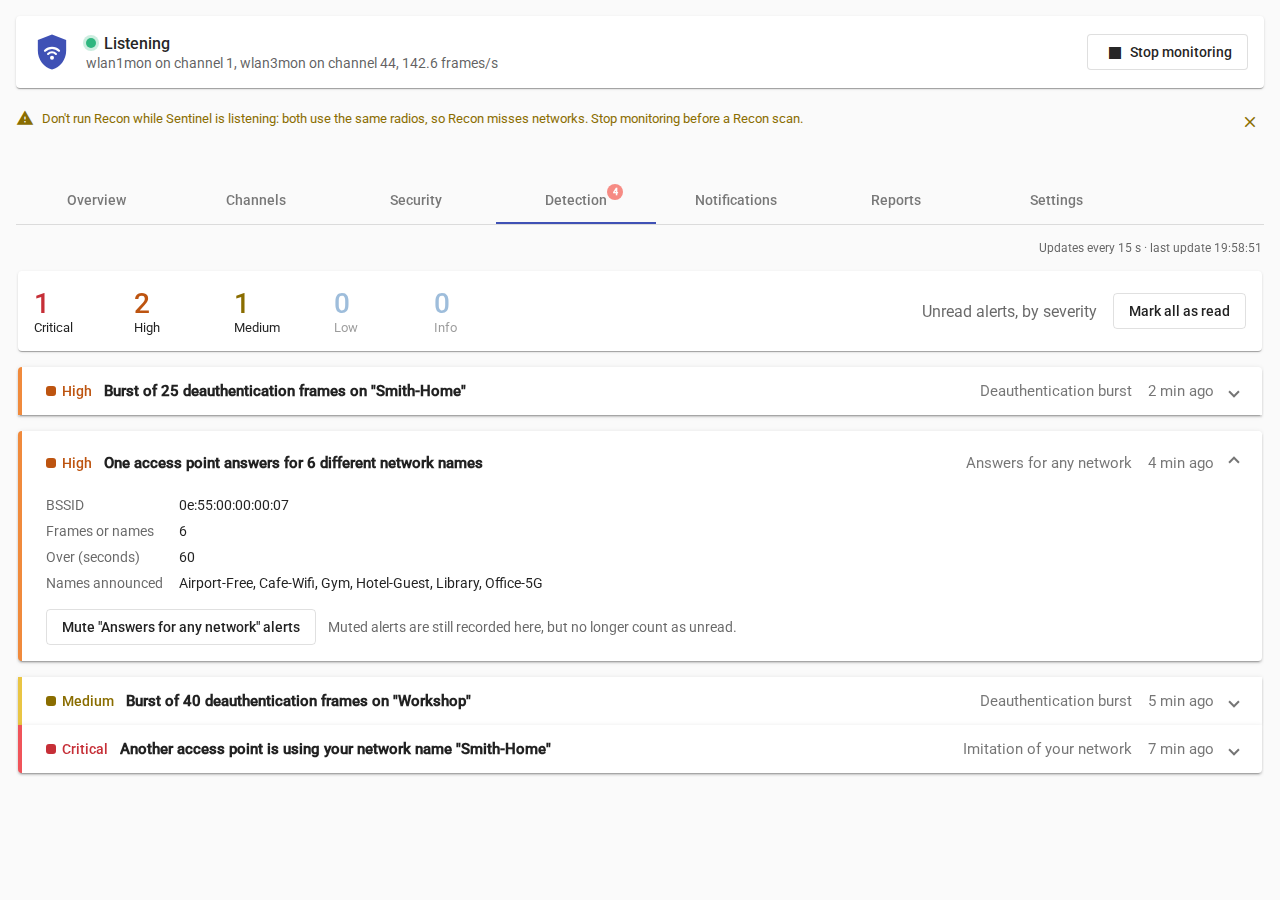 Listening
wlan1mon on channel 1, wlan3mon on channel 44, 142.6 frames/s
Stop monitoring
Don't run Recon while Sentinel is listening: both use the same radios, so Recon misses networks. Stop monitoring before a Recon scan.
Overview Channels Security Detection 4 Notifications Reports Settings
Updates every 15 s · last update 19:58:51
1 2 1 0 0
Critical High Medium Low Info
Unread alerts, by severity Mark all as read
High Burst of 25 deauthentication frames on "Smith-Home" Deauthentication burst 2 min ago
High One access point answers for 6 different network names Answers for any network 4 min ago
BSSID 0e:55:00:00:00:07
Frames or names 6
Over (seconds) 60
Names announced Airport-Free, Cafe-Wifi, Gym, Hotel-Guest, Library, Office-5G
Mute "Answers for any network" alerts Muted alerts are still recorded here, but no longer count as unread.
Medium Burst of 40 deauthentication frames on "Workshop" Deauthentication burst 5 min ago
Critical Another access point is using your network name "Smith-Home" Imitation of your network 7 min ago